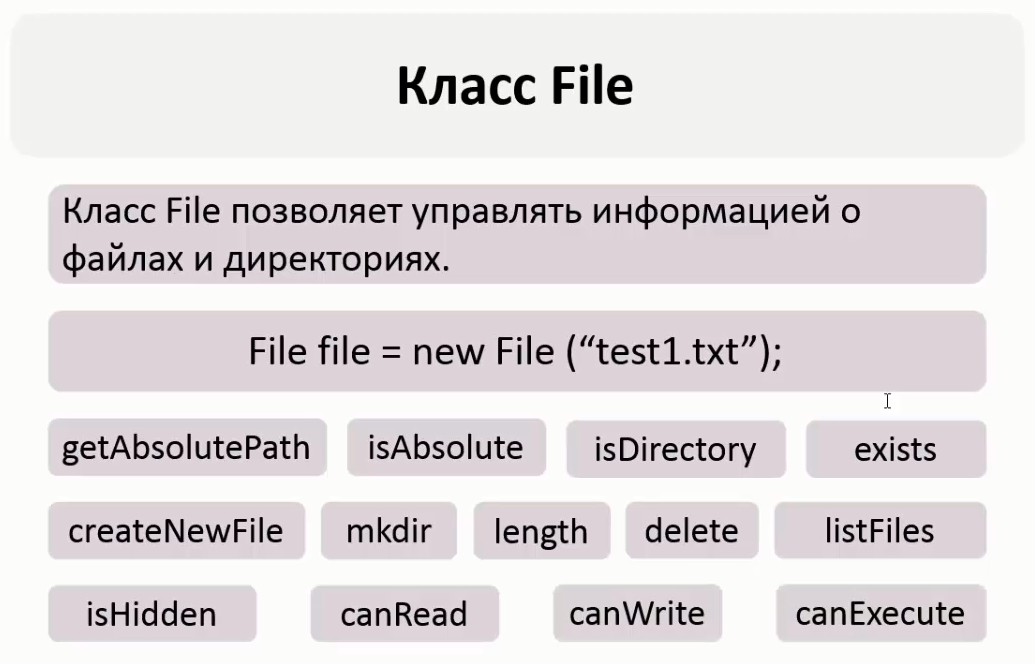 Класс File
Класс File позволяет управлять информацией о
файлах и директориях.
File file = new File (“test1.txt”);
getAbsolutePath isAbsolute isDirectory exists
createNewFile mkdir length delete listFiles
isHidden canRead canWrite canExecute